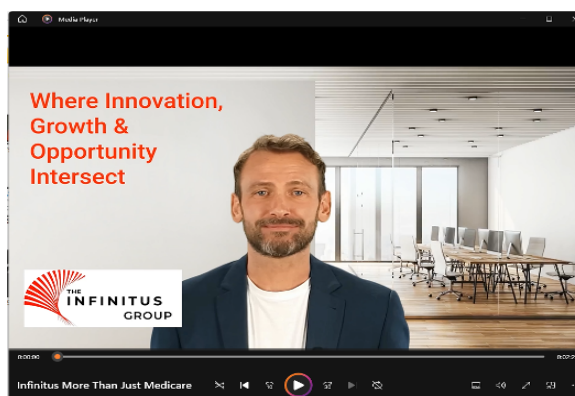 Media Player
Where Innovation,
Growth &
Opportunity
Intersect
THE
INFINITUS
GROUP
0:00:00
Infinitus More Than Just Medicare